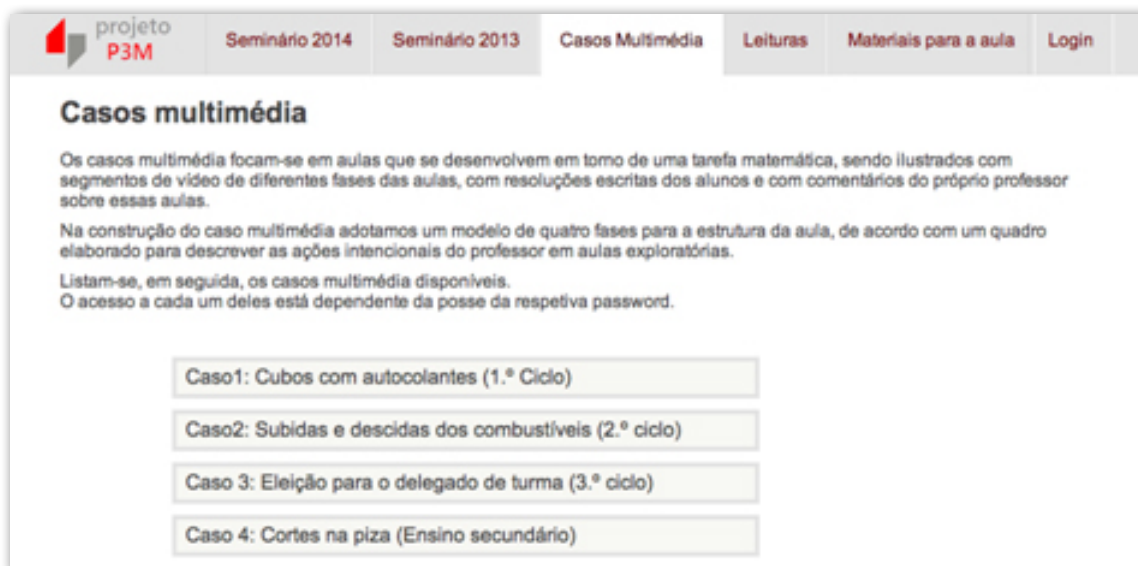 projeto
P3M
Seminário 2014 Seminário 2013 Casos Multimédia Leituras Materiais para a aula Login
Casos multimédia
Os casos multimédia focam-se em aulas que se desenvolvem em torno de uma tarefa matemática, sendo ilustrados com
segmentos de vídeo de diferentes fases das aulas, com resoluções escritas dos alunos e com comentários do próprio professor
sobre essas aulas.
Na construção do caso multimédia adotamos um modelo de quatro fases para a estrutura da aula, de acordo com um quadro
elaborado para descrever as ações intencionais do professor em aulas exploratórias.
Listam-se, em seguida, os casos multimédia disponíveis.
O acesso a cada um deles está dependente da posse da respetiva password.
Caso1: Cubos com autocolantes (1.º Ciclo)
Caso2: Subidas e descidas dos combustíveis (2.º ciclo)
Caso 3: Eleição para o delegado de turma (3.º ciclo)
Caso 4: Cortes na piza (Ensino secundário)